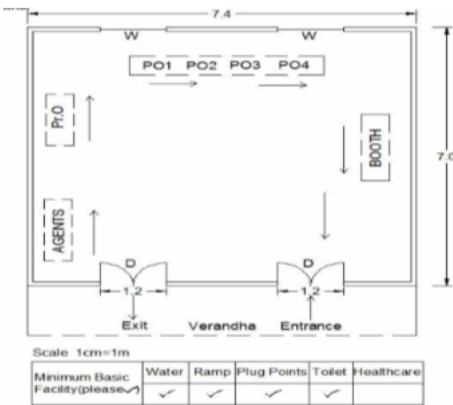 7.4
W W
PO1 PO2 PO3 PO4
Pr.O
BOOTH
7.0
AGENTS
D D
1.2 1.2
Exit Verandha Entrance
Scale 1cm=1m
Minimum Basic Facility(please✓) Water Ramp Plug Points Toilet Healthcare
✓ ✓ ✓ ✓